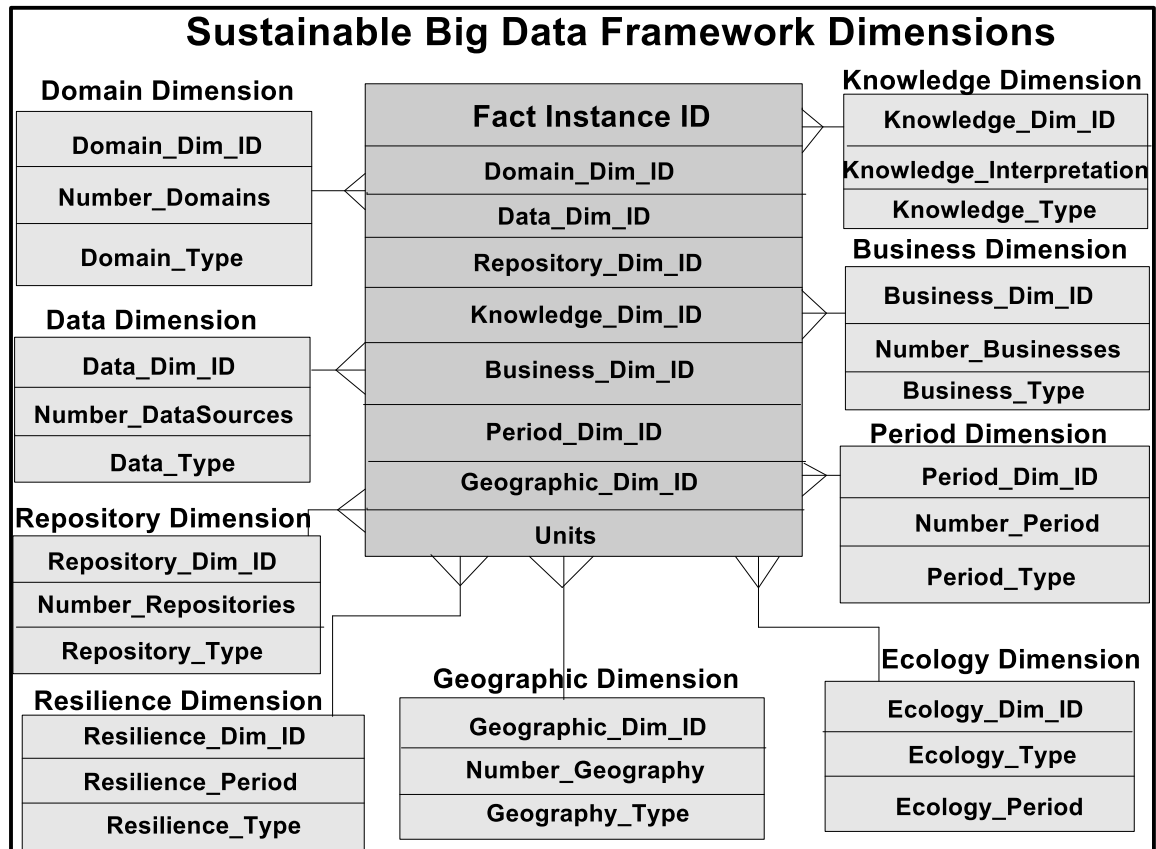 Sustainable Big Data Framework Dimensions
Domain Dimension
Domain_Dim_ID
Number_Domains
Domain_Type
Data Dimension
Data_Dim_ID
Number_DataSources
Data_Type
Repository Dimension
Repository_Dim_ID
Number_Repositories
Repository_Type
Resilience Dimension
Resilience_Dim_ID
Resilience_Period
Resilience_Type
Fact Instance ID
Domain_Dim_ID
Data_Dim_ID
Repository_Dim_ID
Knowledge_Dim_ID
Business_Dim_ID
Period_Dim_ID
Geographic_Dim_ID
Units
Geographic Dimension
Geographic_Dim_ID
Number_Geography
Geography_Type
Knowledge Dimension
Knowledge_Dim_ID
Knowledge_Interpretation
Knowledge_Type
Business Dimension
Business_Dim_ID
Number_Businesses
Business_Type
Period Dimension
Period_Dim_ID
Number_Period
Period_Type
Ecology Dimension
Ecology_Dim_ID
Ecology_Type
Ecology_Period